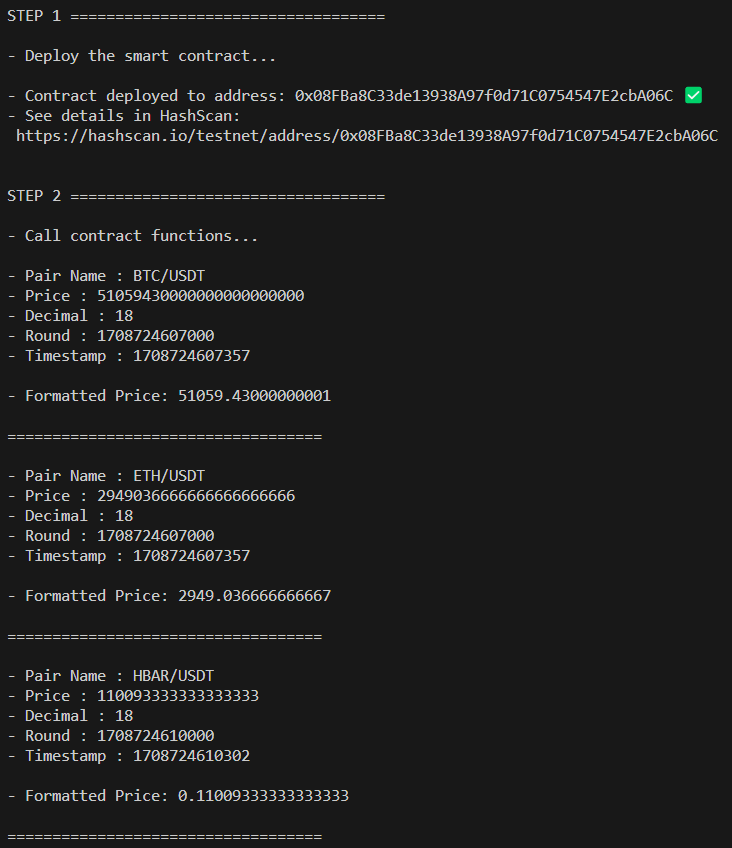 STEP 1 ===================================
- Deploy the smart contract...
- Contract deployed to address: 0x08FBa8C33de13938A97f0d71C0754547E2cbA06C ✅
- See details in HashScan:
https://hashscan.io/testnet/address/0x08FBa8C33de13938A97f0d71C0754547E2cbA06C
STEP 2 ===================================
- Call contract functions...
- Pair Name : BTC/USDT
- Price : 51059430000000000000000
- Decimal : 18
- Round : 1708724607000
- Timestamp : 1708724607357
- Formatted Price: 51059.43000000001
===================================
- Pair Name : ETH/USDT
- Price : 2949036666666666666666
- Decimal : 18
- Round : 1708724607000
- Timestamp : 1708724607357
- Formatted Price: 2949.036666666667
===================================
- Pair Name : HBAR/USDT
- Price : 110093333333333333
- Decimal : 18
- Round : 1708724610000
- Timestamp : 1708724610302
- Formatted Price: 0.11009333333333333
===================================